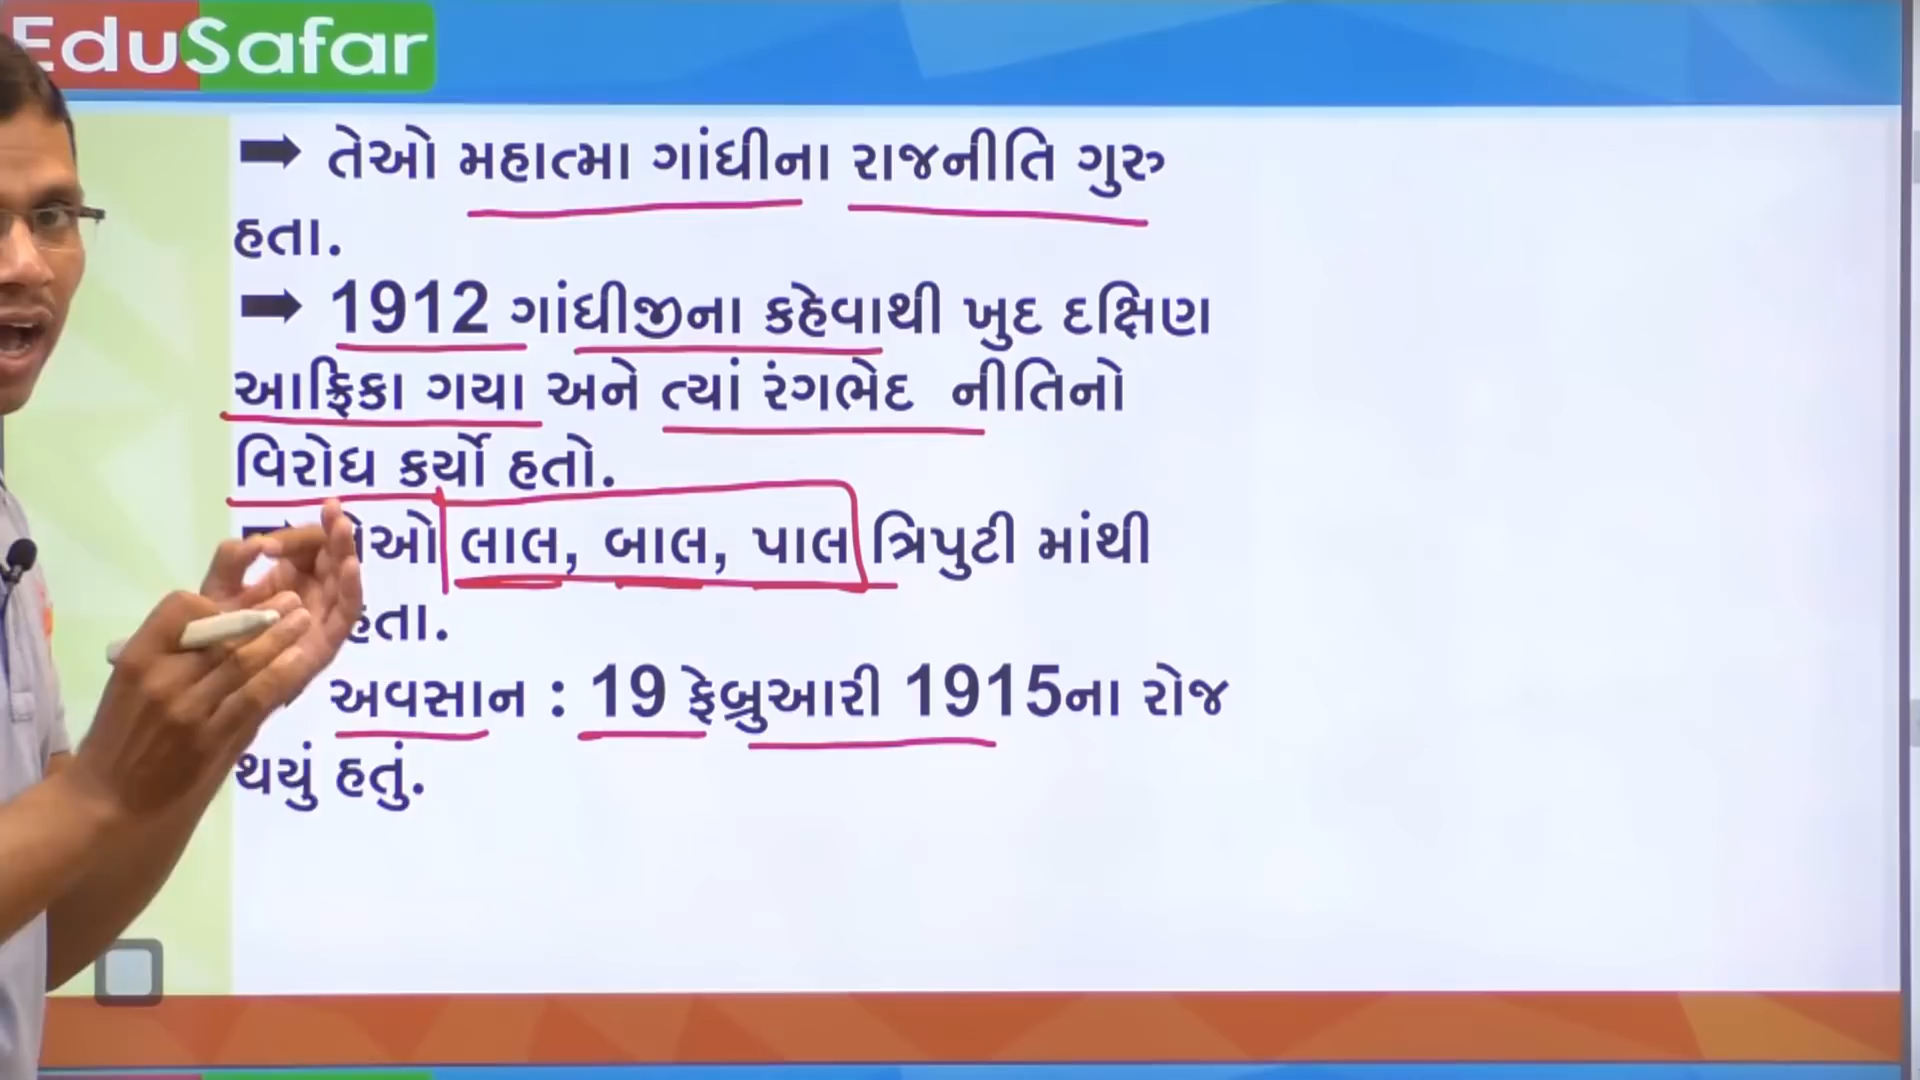 EduSafar
➡ તેઓ મહાત્મા ગાંધીના રાજનીતિ ગુરુ
હતા.
➡ 1912 ગાંધીજીના કહેવાથી ખુદ દક્ષિણ
આફ્રિકા ગયા અને ત્યાં રંગભેદ નીતિનો
વિરોધ કર્યો હતો.
લાલ, બાલ, પાલ ત્રિપુટી માંથી
હતા.
અવસાન : 19 ફેબ્રુઆરી 1915ના રોજ
થયું હતું.